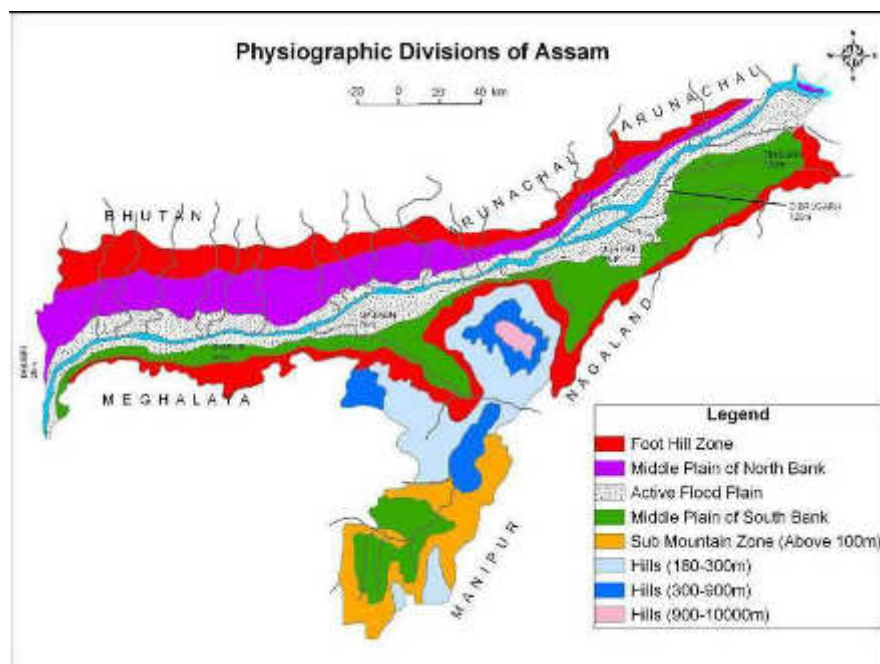 Physiographic Divisions of Assam
-20 0 20 40 km
ARUNACHAL
ARUNACHAL
BHUTAN
DIBRUGARH
MEGHALAYA
NAGALAND
MANIPUR
Legend
Foot Hill Zone
Middle Plain of North Bank
Active Flood Plain
Middle Plain of South Bank
Sub Mountain Zone (Above 100m)
Hills (180-300m)
Hills (300-900m)
Hills (900-10000m)